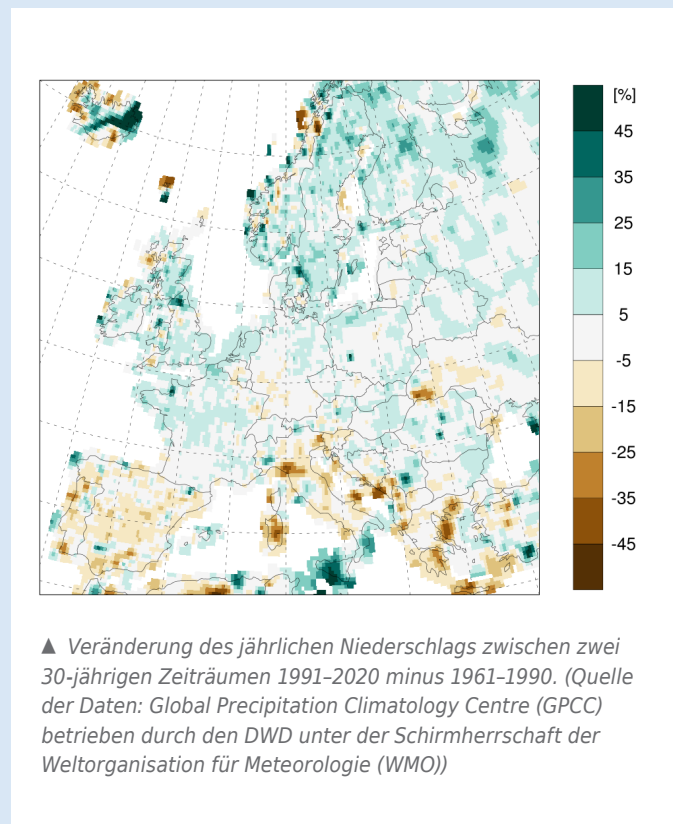 [%]
45
35
25
15
5
-5
-15
-25
-35
-45
▲ Veränderung des jährlichen Niederschlags zwischen zwei
30-jährigen Zeiträumen 1991–2020 minus 1961–1990. (Quelle
der Daten: Global Precipitation Climatology Centre (GPCC)
betrieben durch den DWD unter der Schirmherrschaft der
Weltorganisation für Meteorologie (WMO))